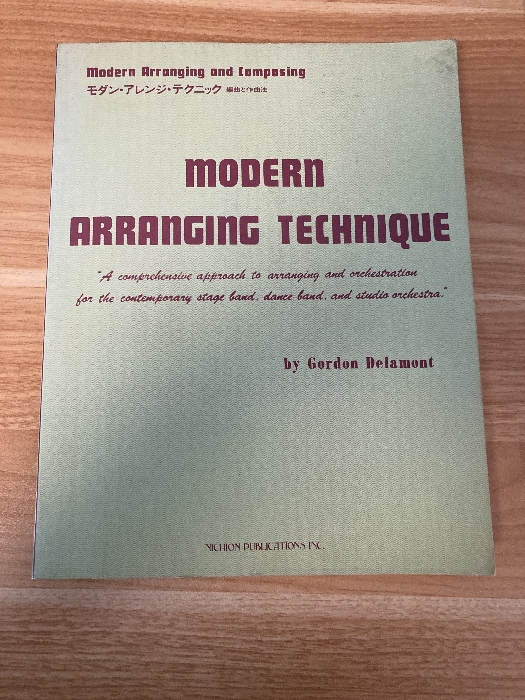 Modern Arranging and Composing
モダン・アレンジ・テクニック 編曲と作曲法
MODERN
ARRANGING TECHNIQUE
"A comprehensive approach to arranging and orchestration
for the contemporary stage band, dance band, and studio orchestra."
by Gordon Delamont
NICHION PUBLICATIONS INC.